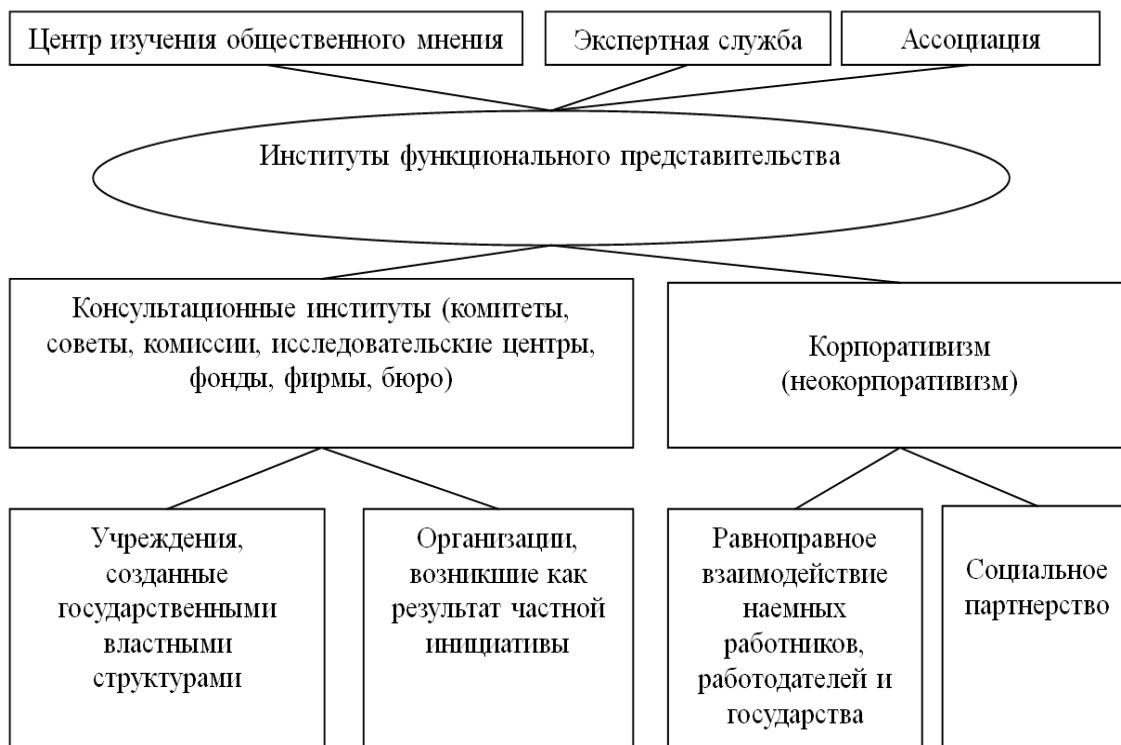 Центр изучения общественного мнения
Экспертная служба
Ассоциация
Институты функционального представительства
Консультационные институты (комитеты,
советы, комиссии, исследовательские центры,
фонды, фирмы, бюро)
Корпоративизм
(неокорпоративизм)
Учреждения,
созданные
государственными
властными
структурами
Организации,
возникшие как
результат частной
инициативы
Равноправное
взаимодействие
наемных
работников,
работодателей и
государства
Социальное
партнерство